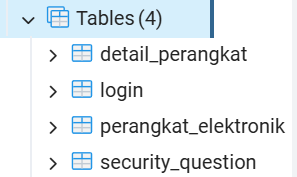 Tables (4)
detail_perangkat
login
perangkat_elektronik
security_question